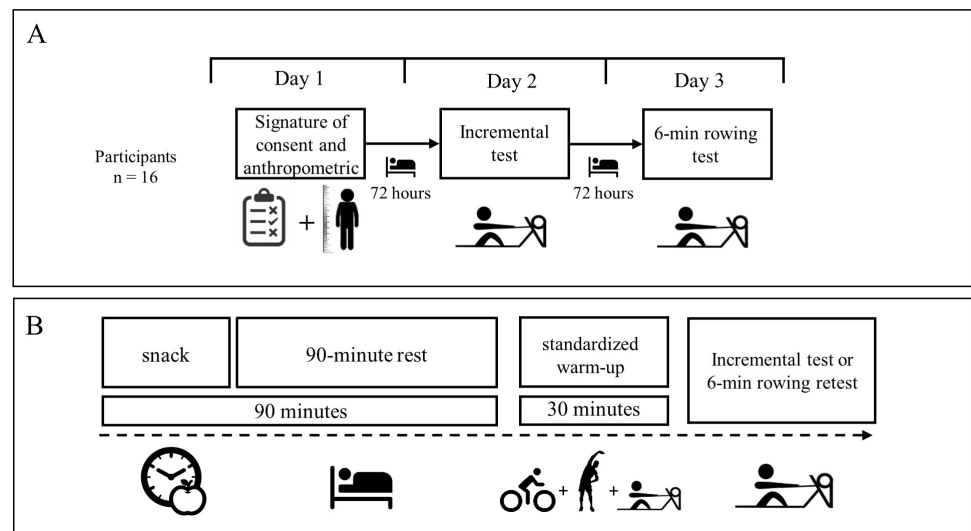 A
Day 1
Day 2
Day 3
Participants
n = 16
Signature of
consent and
anthropometric
Incremental
test
6-min rowing
test
72 hours
72 hours
+
B
snack
90-minute rest
standardized
warm-up
Incremental test or
6-min rowing retest
90 minutes
30 minutes
+ +